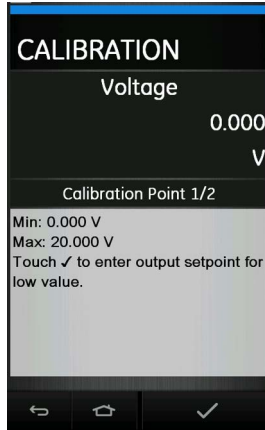 CALIBRATION
Voltage
0.000
V
Calibration Point 1/2
Min: 0.000 V
Max: 20.000 V
Touch ✓ to enter output setpoint for
low value.